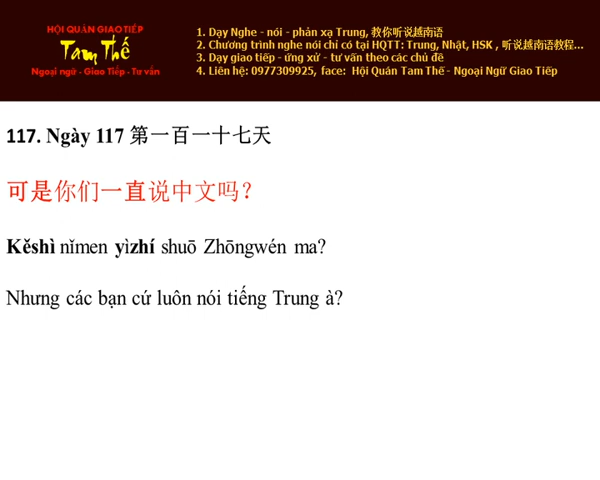 HỘI QUÁN GIAO TIẾP
Tam Thế
Ngoại ngữ - Giao Tiếp - Tư vấn
1. Dạy Nghe - nói - phản xạ Trung, 教你听说越南语
2. Chương trình nghe nói chỉ có tại HQTT: Trung, Nhật, HSK , 听说越南语教程...
3. Dạy giao tiếp - ứng xử - tư vấn theo các chủ đề
4. Liên hệ: 0977309925, face: Hội Quán Tam Thế - Ngoại Ngữ Giao Tiếp
117. Ngày 117 第一百一十七天
可是你们一直说中文吗？
Kěshì nǐmen yìzhí shuō Zhōngwén ma?
Nhưng các bạn cứ luôn nói tiếng Trung à?